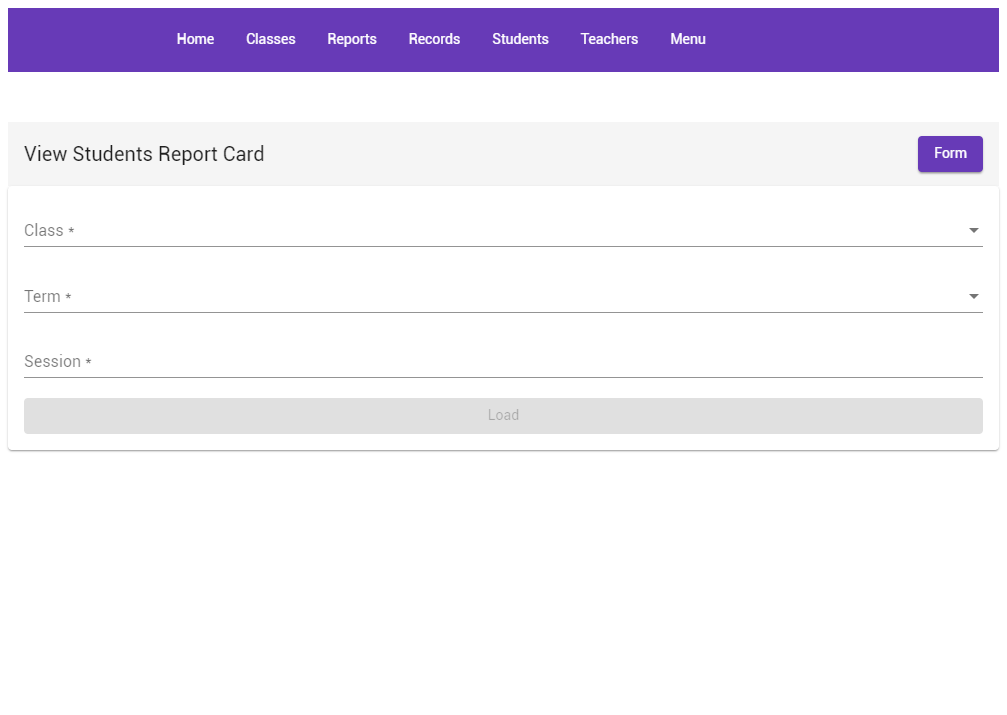 Home Classes Reports Records Students Teachers Menu
View Students Report Card Form
Class *
Term *
Session *
Load